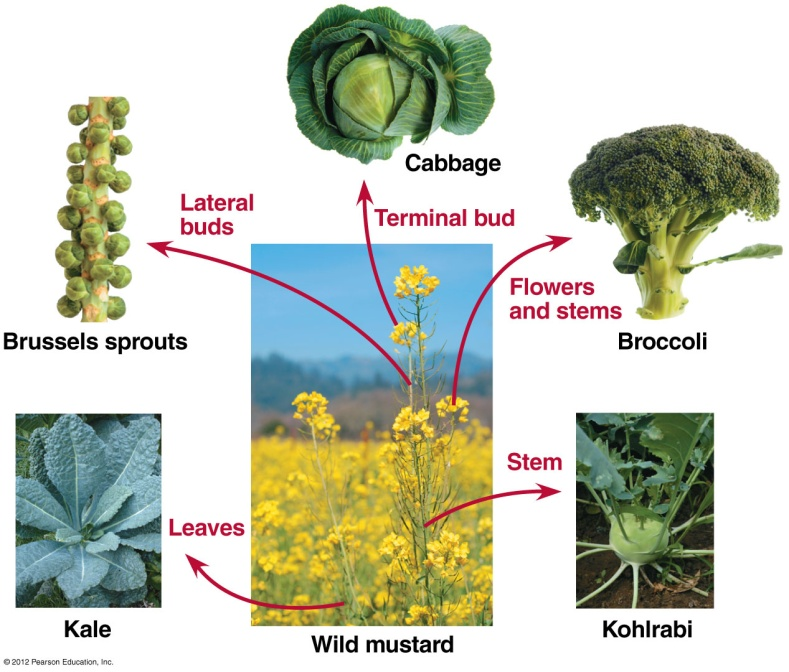 Cabbage
Lateral
buds
Terminal bud
Flowers
and stems
Brussels sprouts
Broccoli
Stem
Leaves
Kale
Wild mustard
Kohlrabi
© 2012 Pearson Education, Inc.